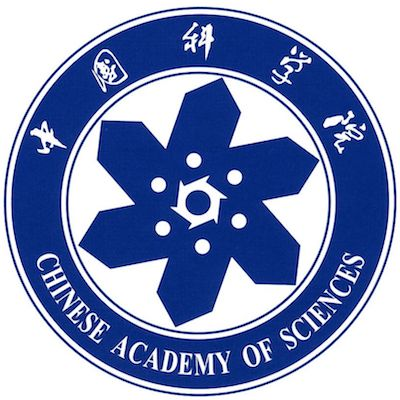 中国科学院
CHINESE ACADEMY OF SCIENCES